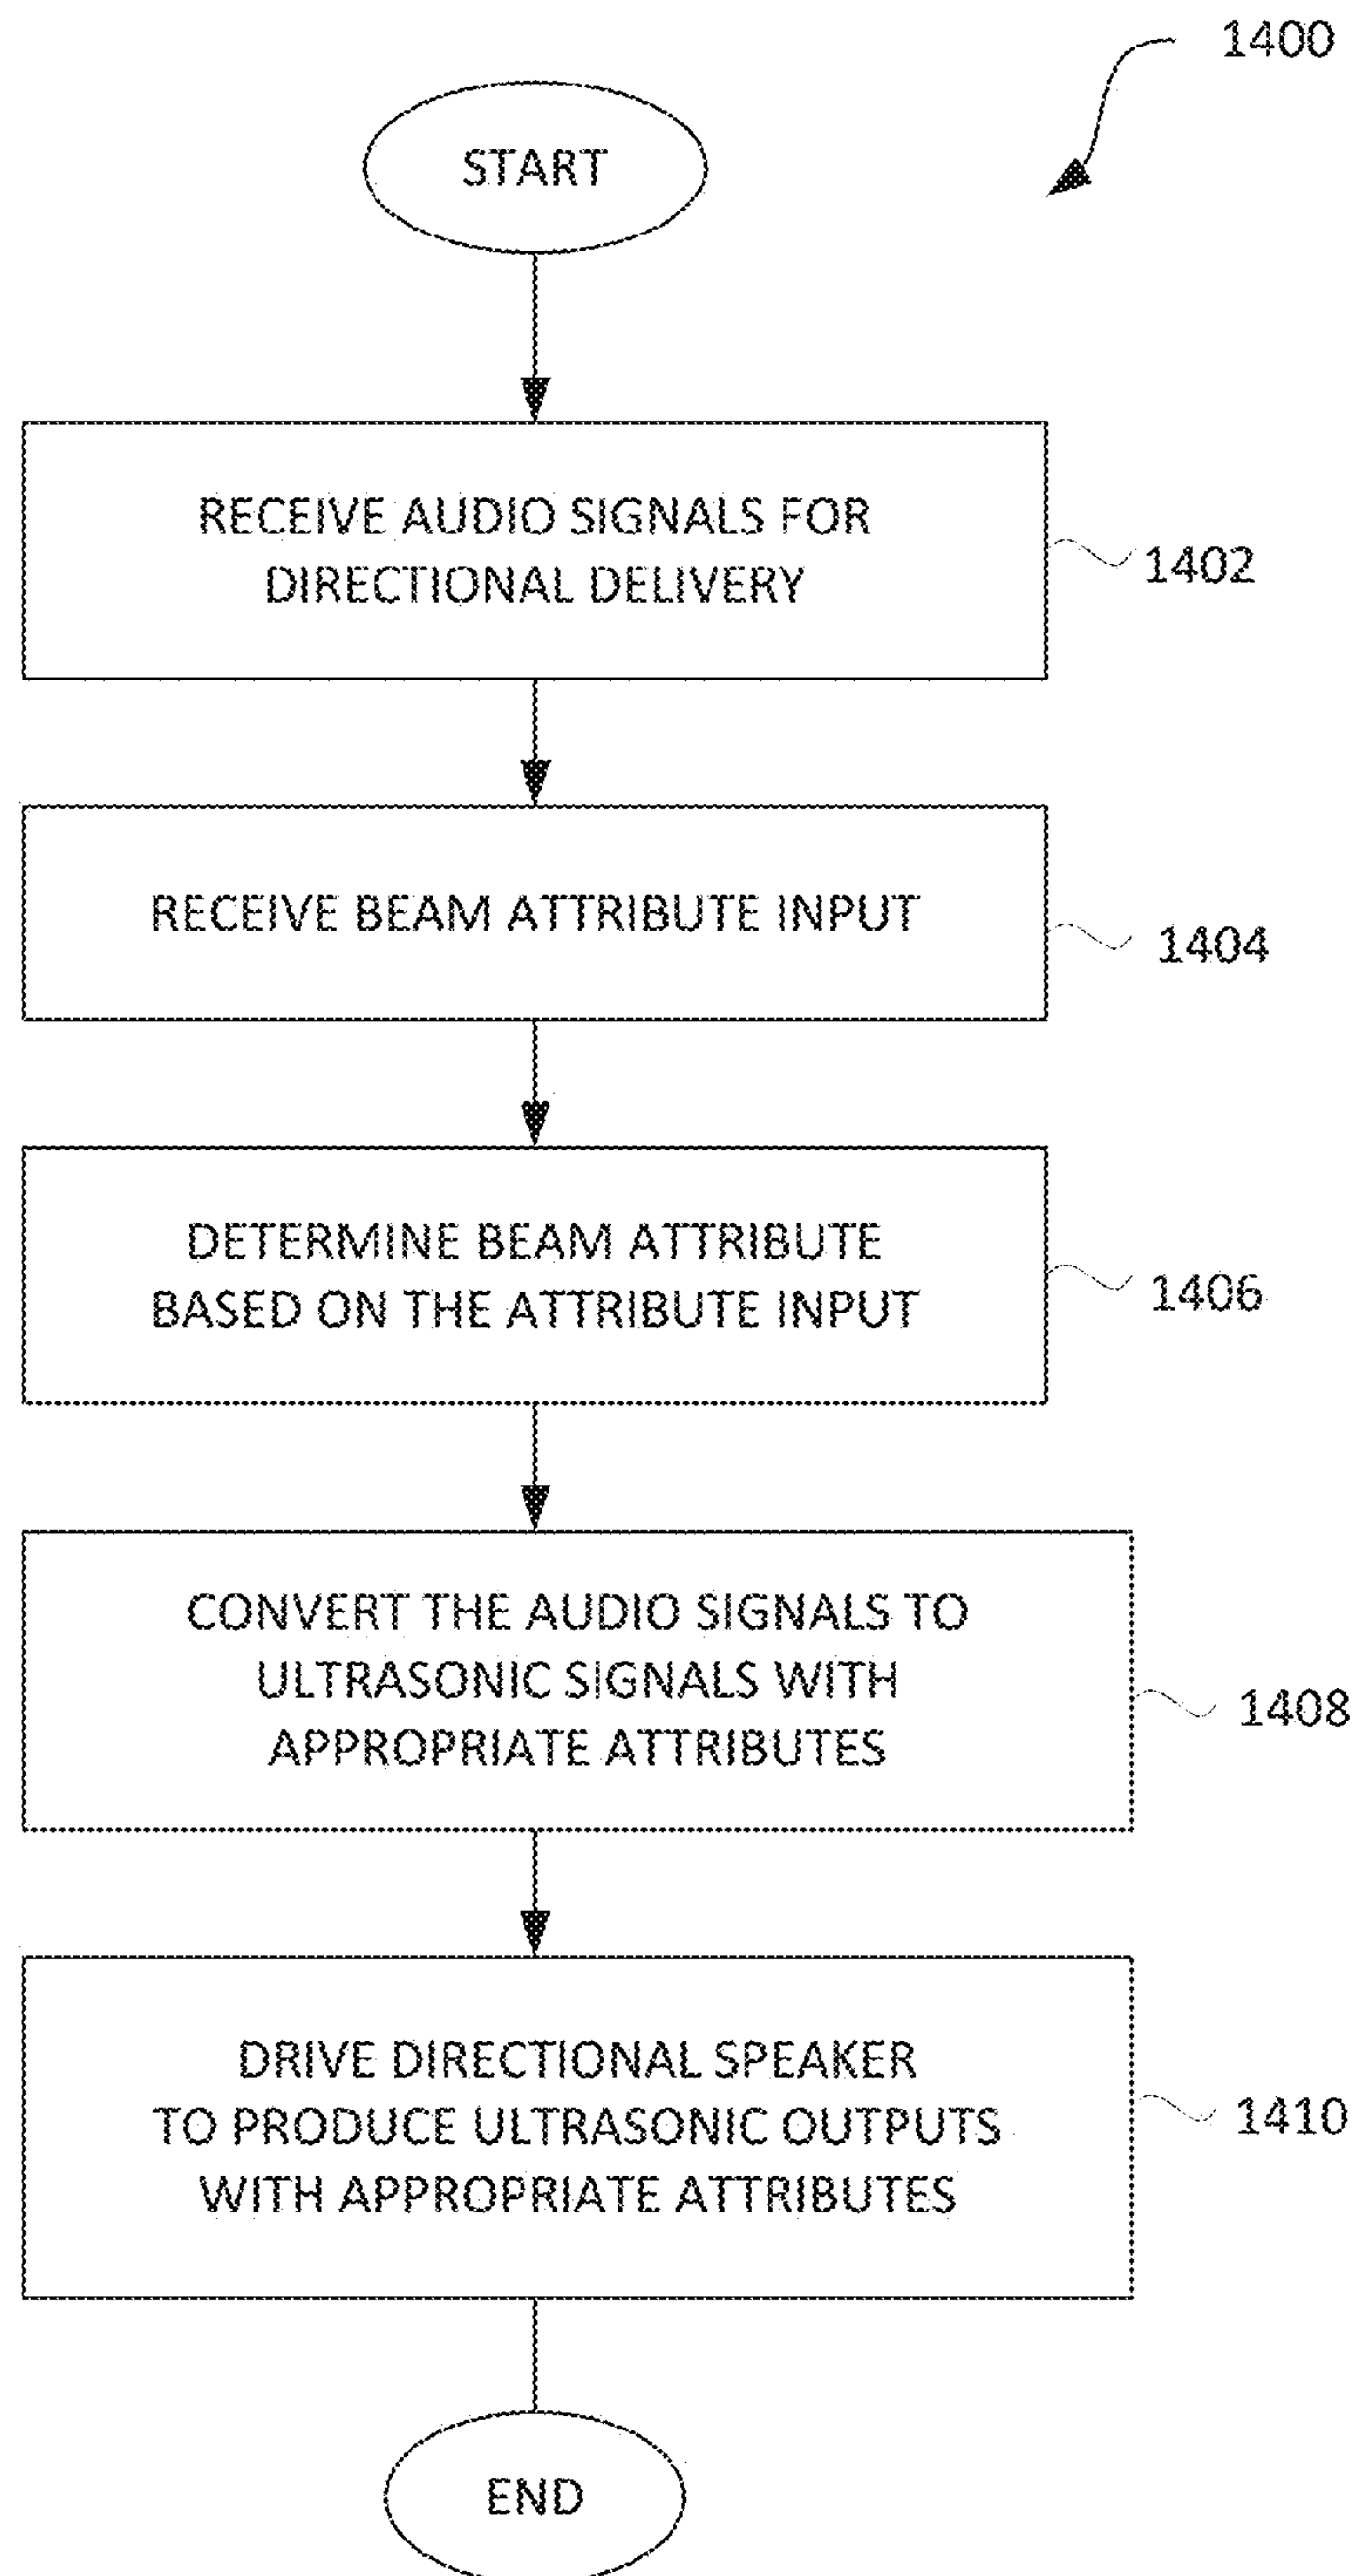 1400
START
RECEIVE AUDIO SIGNALS FOR
DIRECTIONAL DELIVERY
1402
RECEIVE BEAM ATTRIBUTE INPUT
1404
DETERMINE BEAM ATTRIBUTE
BASED ON THE ATTRIBUTE INPUT
1406
CONVERT THE AUDIO SIGNALS TO
ULTRASONIC SIGNALS WITH
APPROPRIATE ATTRIBUTES
1408
DRIVE DIRECTIONAL SPEAKER
TO PRODUCE ULTRASONIC OUTPUTS
WITH APPROPRIATE ATTRIBUTES
1410
END